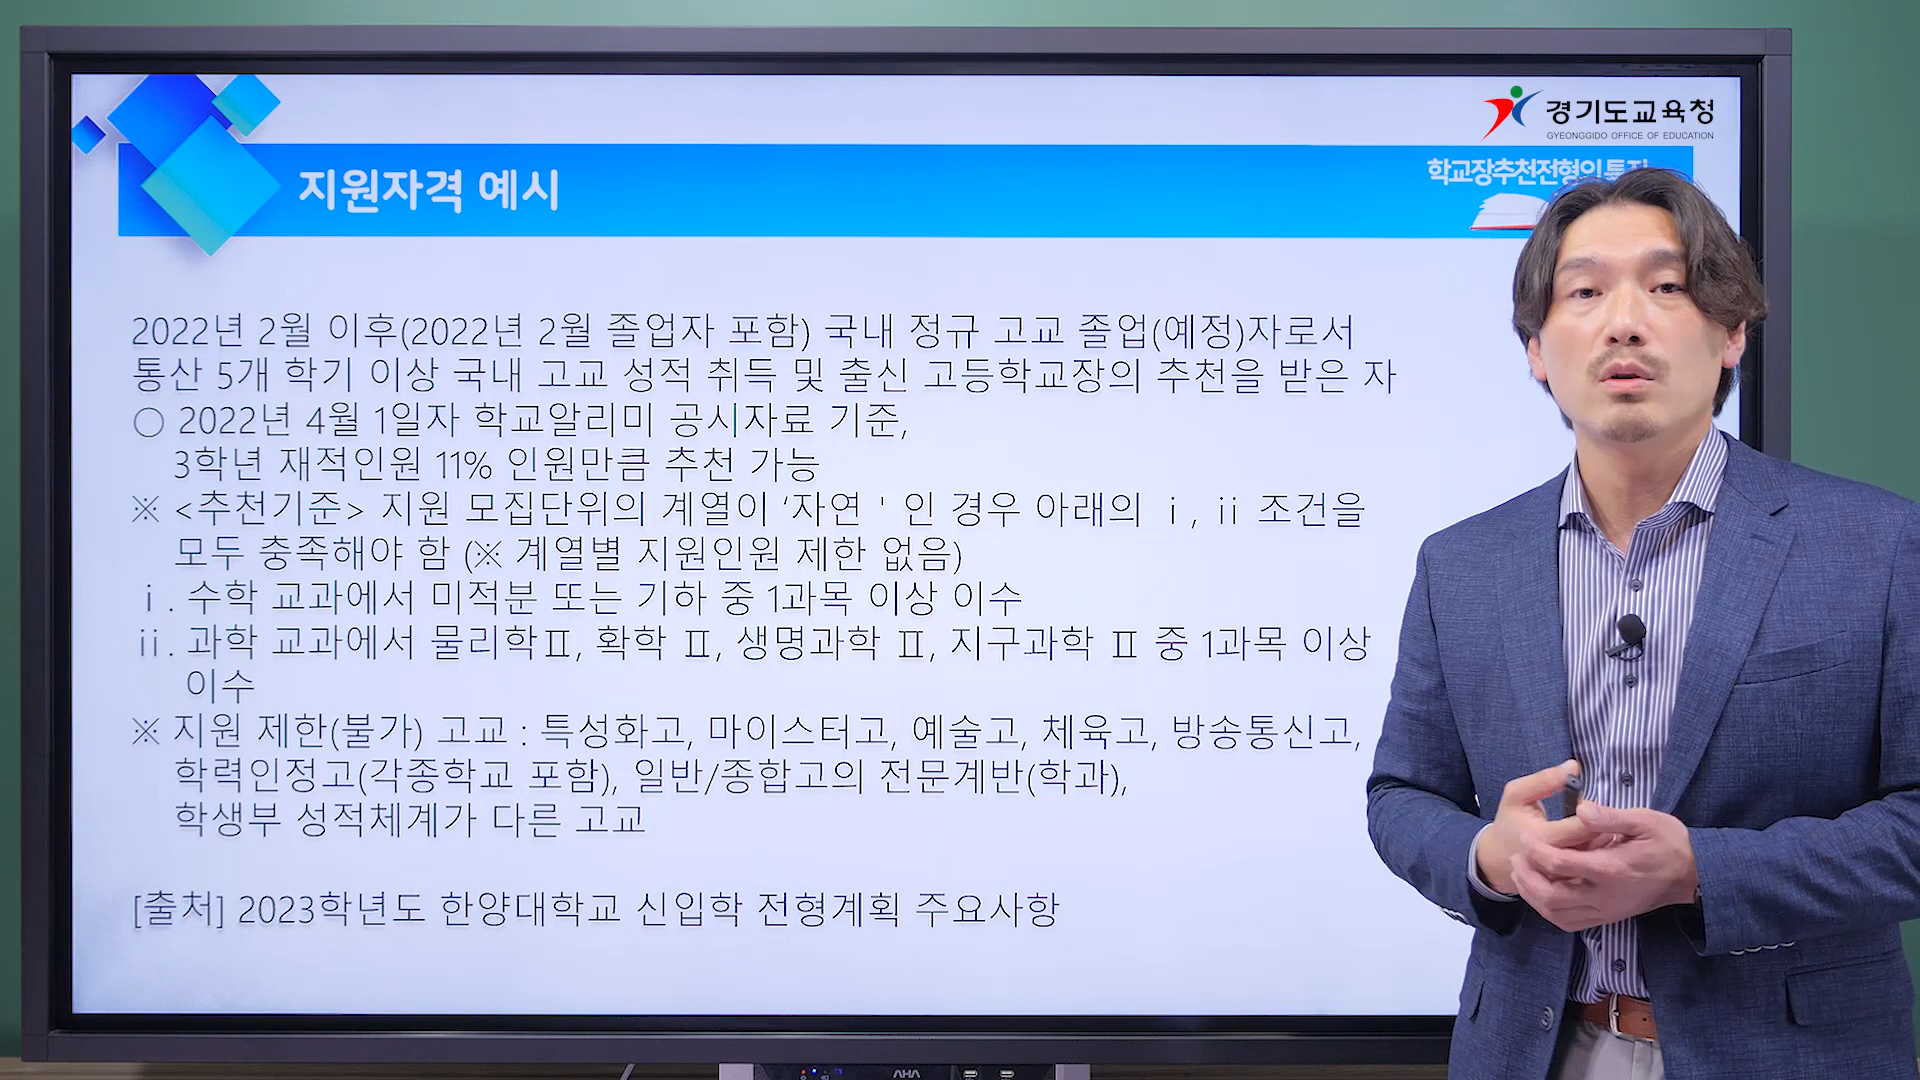 경기도교육청
GYEONGGIDO OFFICE OF EDUCATION
학교장추천전형의
지원자격 예시
2022년 2월 이후(2022년 2월 졸업자 포함) 국내 정규 고교 졸업(예정)자로서
통산 5개 학기 이상 국내 고교 성적 취득 및 출신 고등학교장의 추천을 받은 자
○ 2022년 4월 1일자 학교알리미 공시자료 기준,
3학년 재적인원 11% 인원만큼 추천 가능
※ <추천기준> 지원 모집단위의 계열이 ‘자연 ' 인 경우 아래의 ⅰ, ⅱ 조건을
모두 충족해야 함 (※ 계열별 지원인원 제한 없음)
ⅰ. 수학 교과에서 미적분 또는 기하 중 1과목 이상 이수
ⅱ. 과학 교과에서 물리학Ⅱ, 확학 Ⅱ, 생명과학 Ⅱ, 지구과학 Ⅱ 중 1과목 이상
이수
※ 지원 제한(불가) 고교 : 특성화고, 마이스터고, 예술고, 체육고, 방송통신고,
학력인정고(각종학교 포함), 일반/종합고의 전문계반(학과),
학생부 성적체계가 다른 고교
[출처] 2023학년도 한양대학교 신입학 전형계획 주요사항
AHA